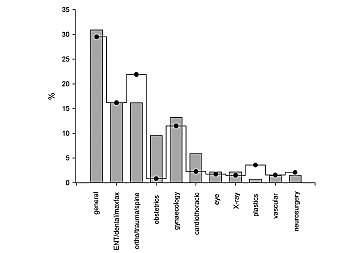 35
30
25
20
15
10
5
0
%
general
ENT/dental/maxfax
ortho/trauma/spine
obstetrics
gynaecology
cardiothoracic
eye
X-ray
plastics
vascular
neurosurgery